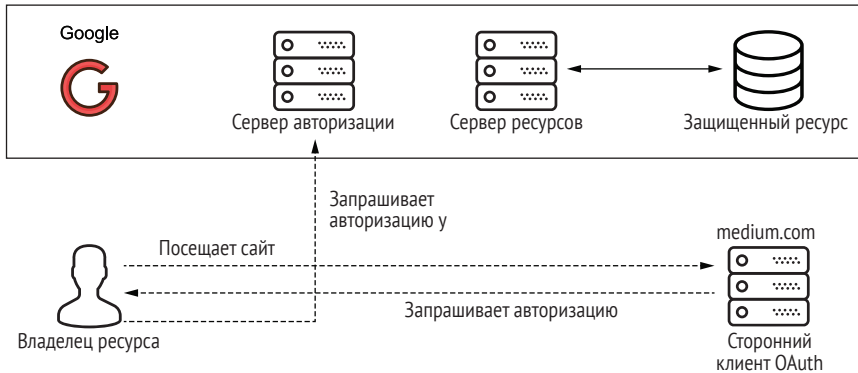 Google
Сервер авторизации
Сервер ресурсов
Защищенный ресурс
Запрашивает
авторизацию у
medium.com
Посещает сайт
Запрашивает авторизацию
Владелец ресурса
Сторонний
клиент OAuth